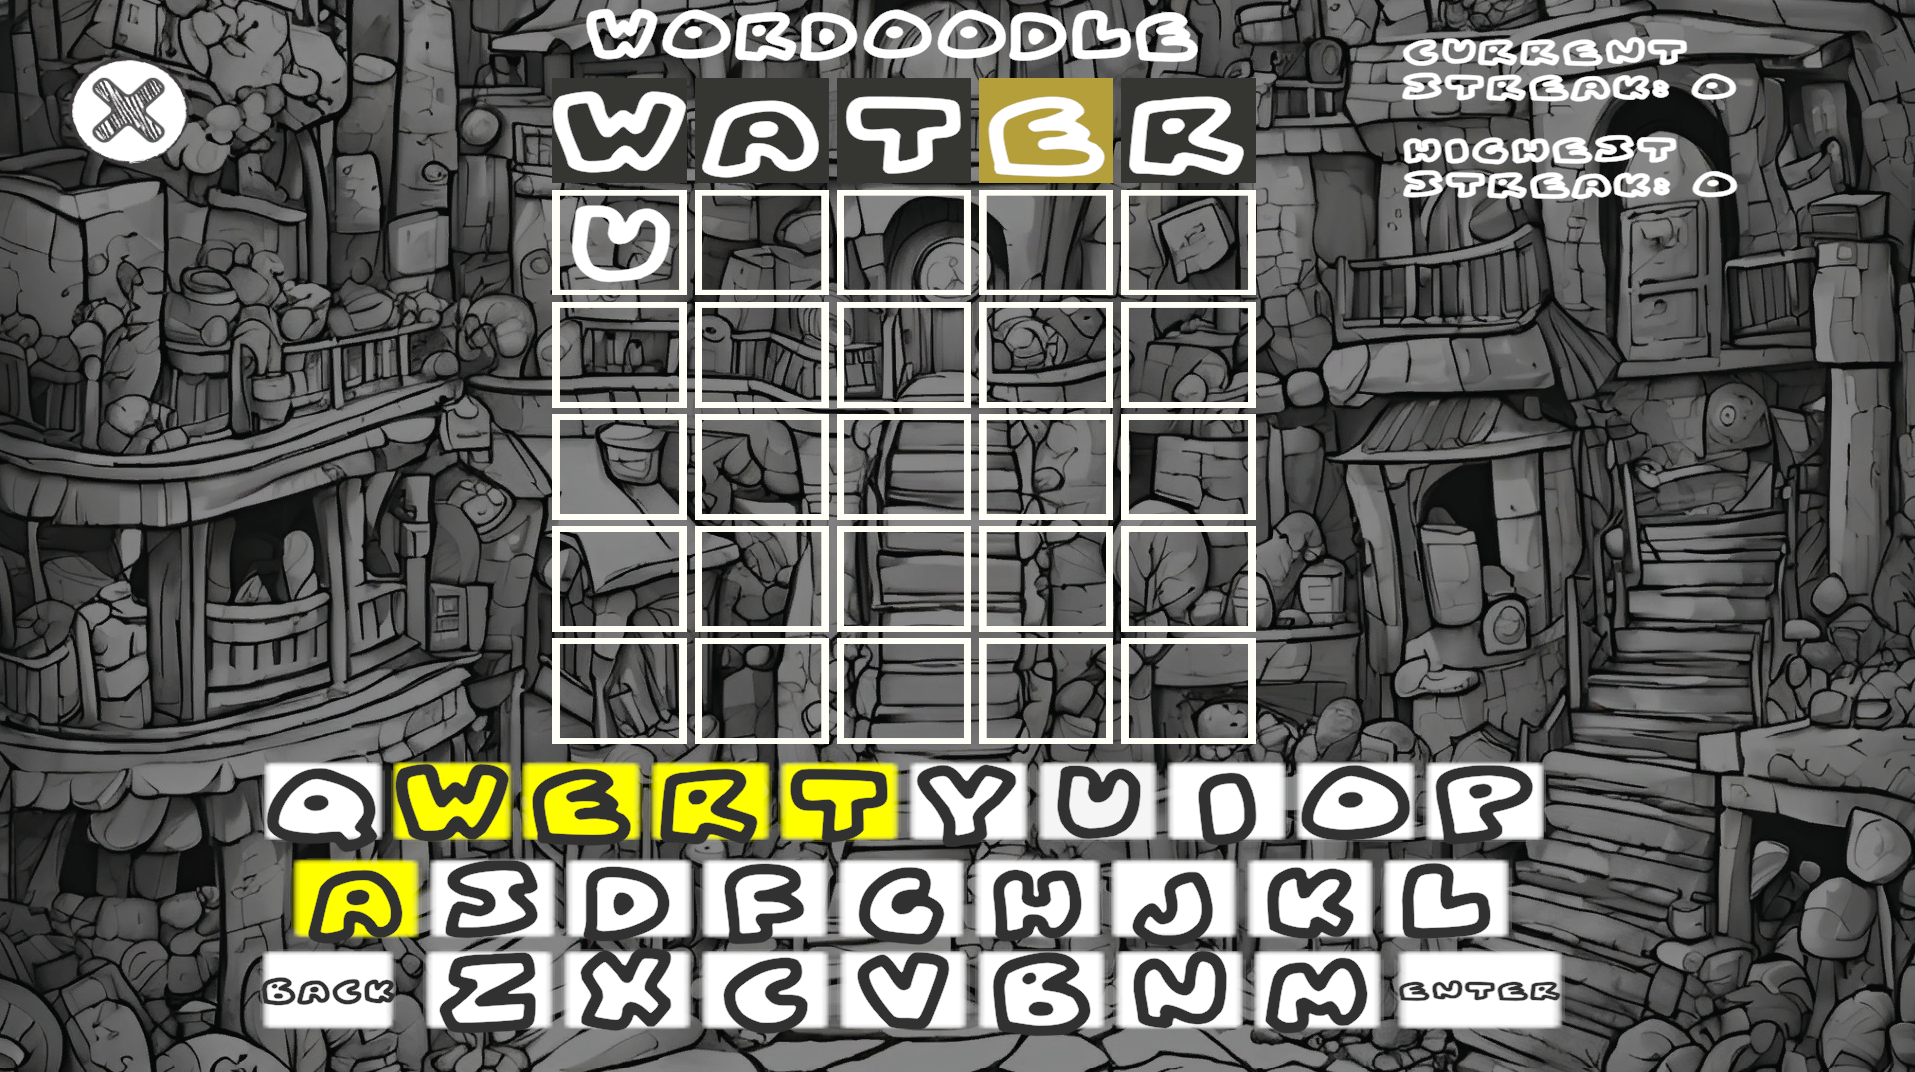 WORDOODLE
CURRENT
STREAK: 0
HIGHEST
STREAK: 0
WATER
U
QWERTYUIOP
ASDFGHJKL
BACK ZXCVBNM ENTER